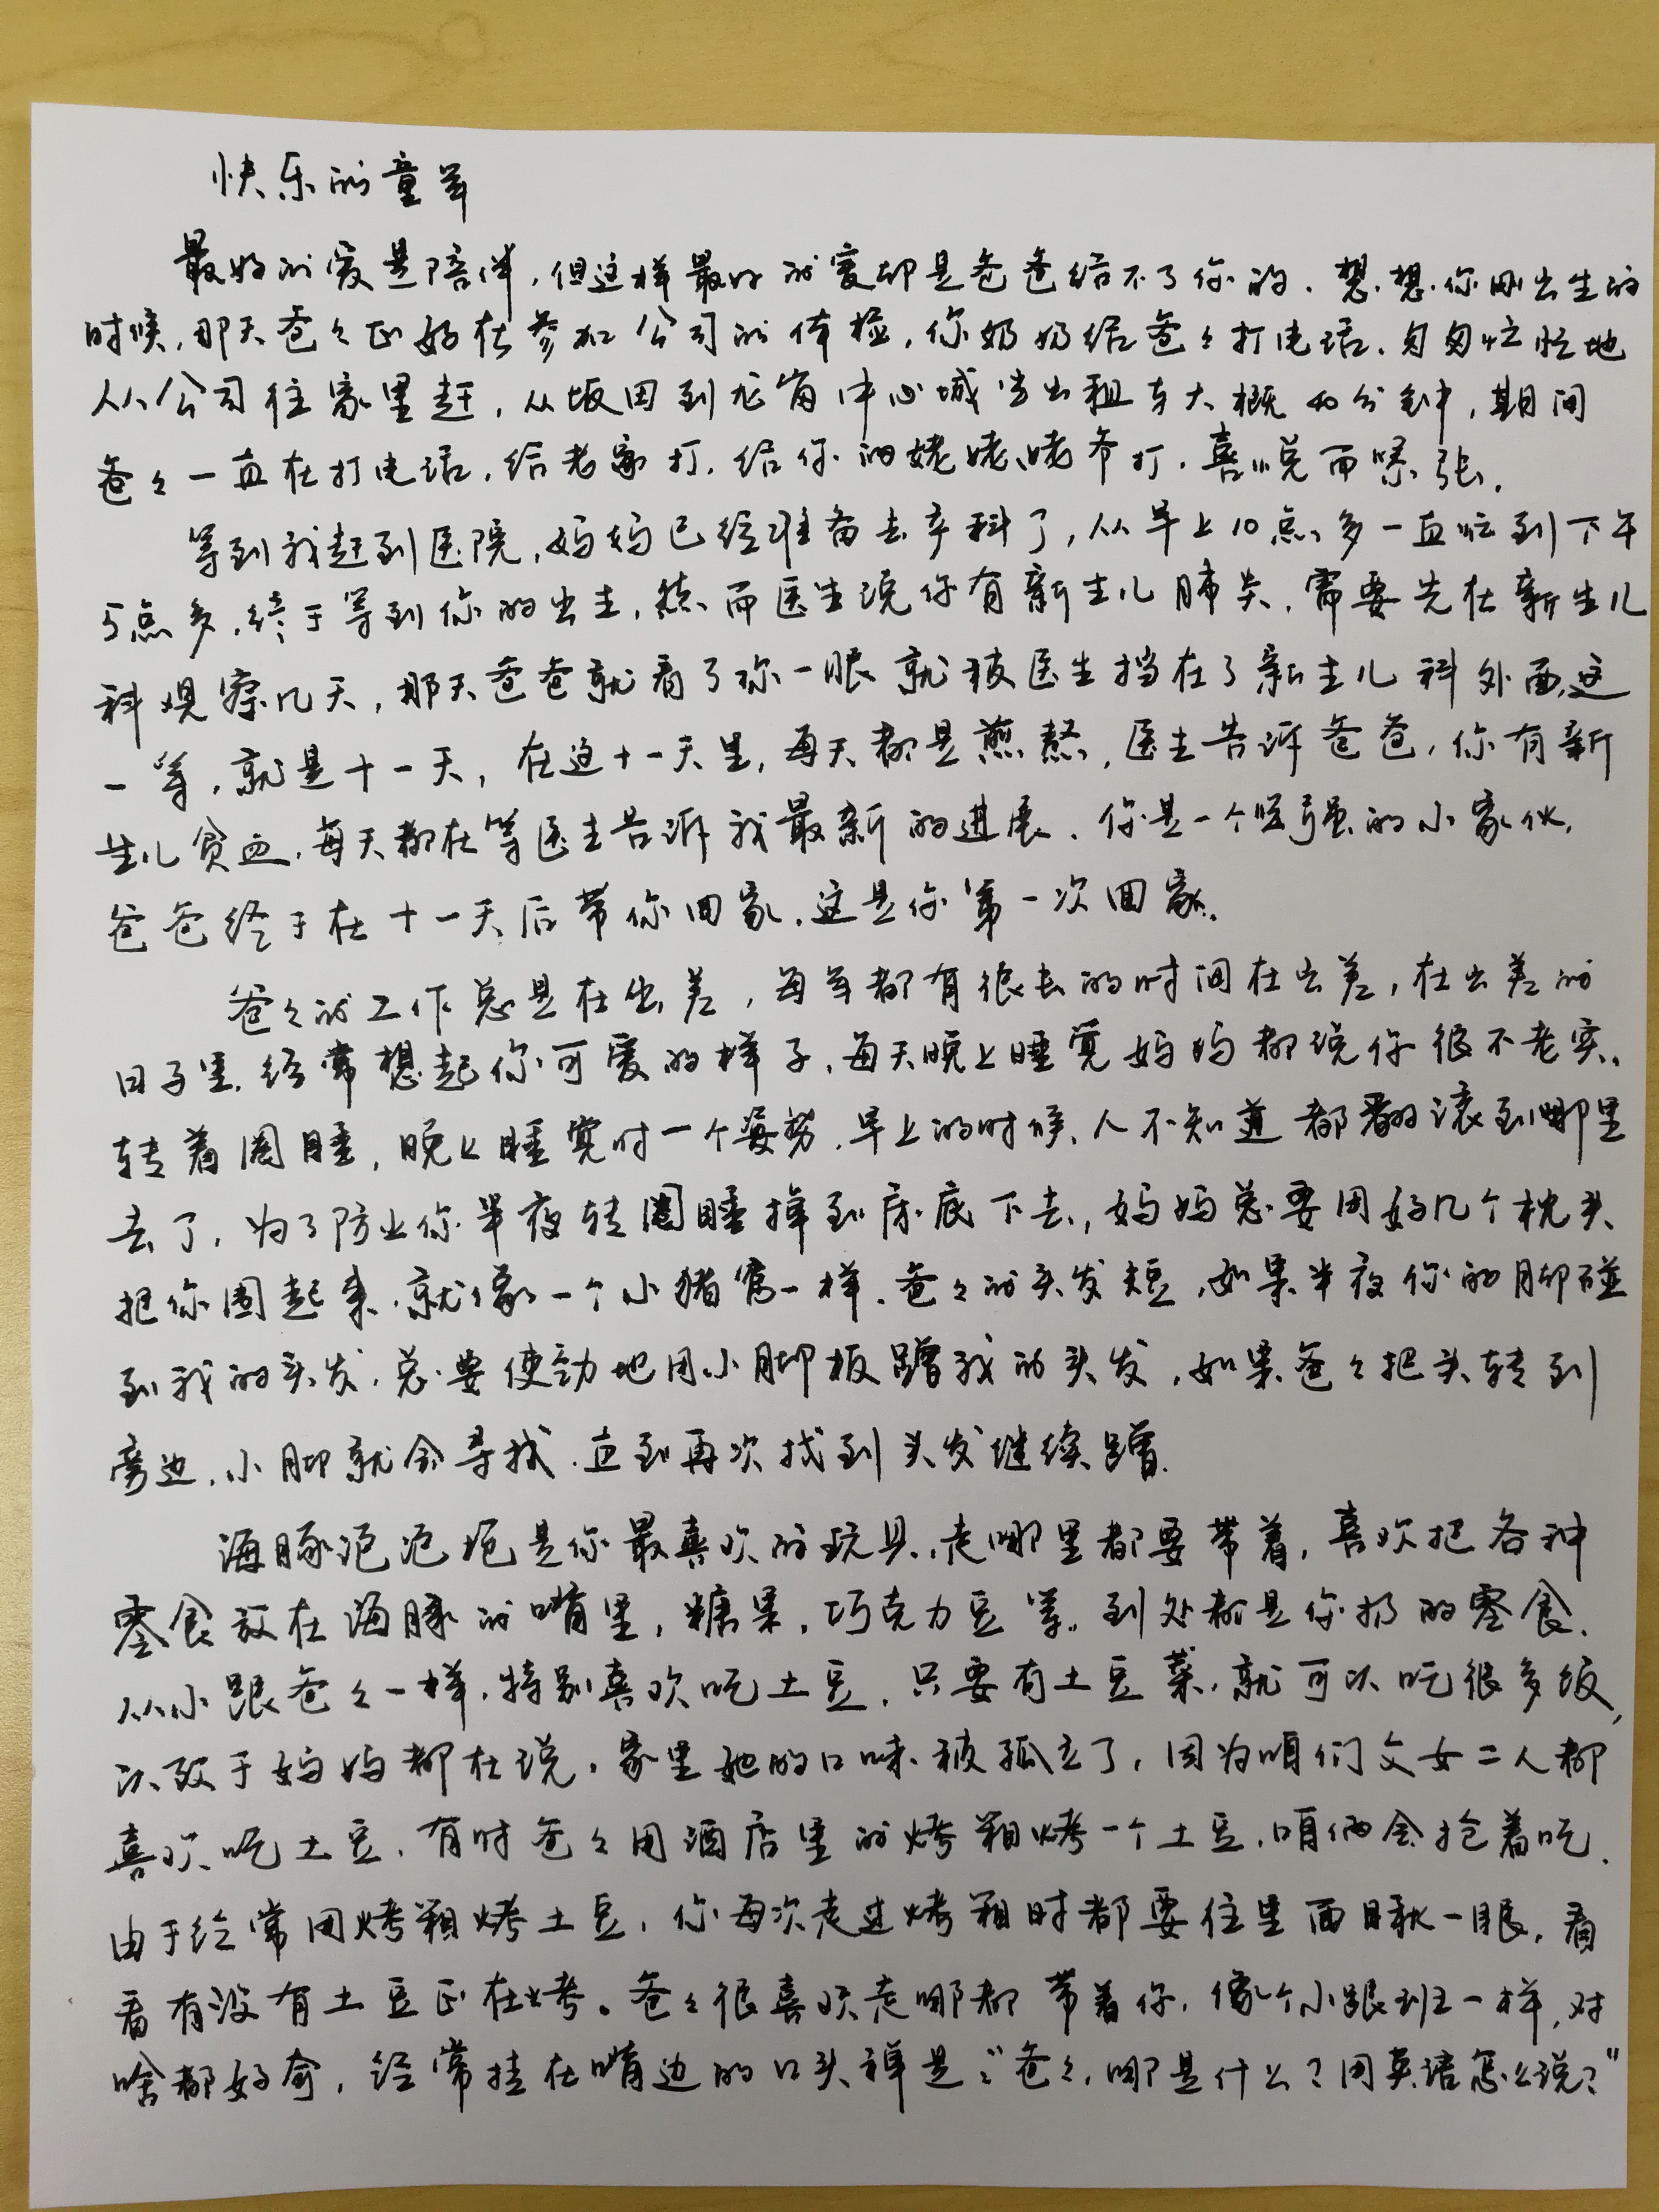 快乐的童年
最好的爱是陪伴,但这样最好的爱却是爸爸给不了你的.想想你刚出生的
时候,那天爸々正好在参加公司的体检,你奶奶给爸々打电话.匆匆忙忙地
从公司往家里赶,从坂田到龙岗中心城坐出租车大概40分钟,期间
爸々一直在打电话,给老家打.给你的姥姥、姥爷打.喜悦而紧张.
等到我赶到医院,妈妈已经准备去产科了,从早上10点多一直忙到下午
5点多,终于等到你的出生,然而医生说你有新生儿肺炎,需要先在新生儿
科观察几天,那天爸爸就看了你一眼就被医生挡在了新生儿科外面,这
一等,就是十一天,在这十一天里,每天都是煎熬,医生告诉爸爸,你有新
生儿贫血,每天都在等医生告诉我最新的进展.你是一个坚强的小家伙,
爸爸终于在十一天后带你回家.这是你第一次回家.
爸々的工作总是在出差,每年都有很长的时间在出差,在出差的
日子里,经常想起你可爱的样子,每天晚上睡觉妈妈都说你很不老实、
转着圈睡,晚上睡觉时一个姿势.早上的时候、人不知道都翻滚到哪里
去了,为了防止你半夜转圈睡掉到床底下去,妈妈总要用好几个枕头
把你围起来,就像一个小猪窝一样.爸々的头发短,如果半夜你的脚碰
到我的头发,总要使劲地用小脚板蹭我的头发,如果爸々把头转到
旁边,小脚就会寻找.直到再次找到头发继续蹭.
海豚泡泡炮是你最喜欢的玩具,走哪里都要带着,喜欢把各种
零食放在海豚的嘴里,糖果,巧克力豆等.到处都是你扔的零食.
从小跟爸々一样,特别喜欢吃土豆,只要有土豆菜,就可以吃很多饭,
以致于妈妈都在说,家里她的口味被孤立了,因为咱们父女二人都
喜欢吃土豆,有时爸々用酒店里的烤箱烤一个土豆,咱俩会抢着吃.
由于经常用烤箱烤土豆,你每次走进烤箱时都要往里面瞅一眼,看
看有没有土豆正在烤。爸々很喜欢走哪都带着你,像个小跟班一样,对
啥都好奇,经常挂在嘴边的口头禅是:“爸々,哪是什么?用英语怎么说?”